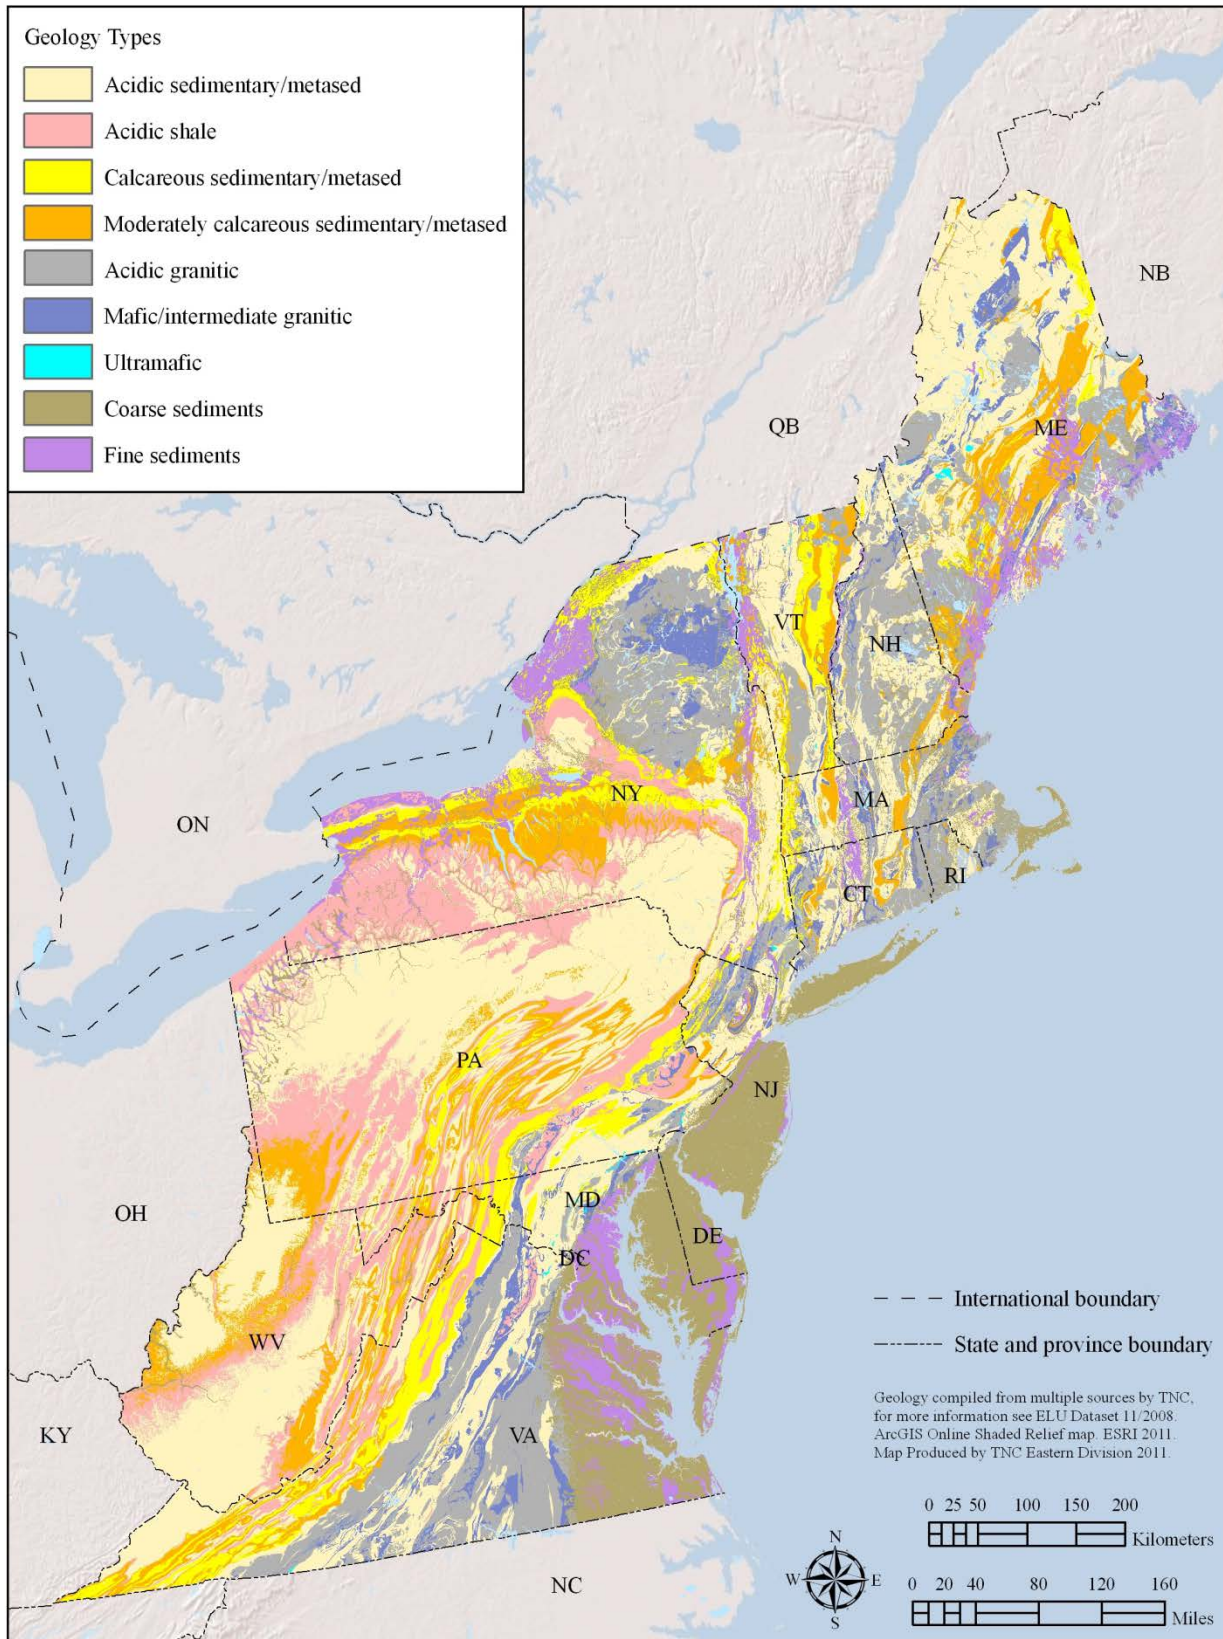 Geology Types
Acidic sedimentary/metased
Acidic shale
Calcareous sedimentary/metased
Moderately calcareous sedimentary/metased
Acidic granitic
Mafic/intermediate granitic
Ultramafic
Coarse sediments
Fine sediments
NB
QB
ME
VT
NH
NY
MA
ON
CT
RI
PA
NJ
OH
MD
DE
DC
WV
KY
VA
NC
International boundary
State and province boundary
Geology compiled from multiple sources by TNC,
for more information see ELU Dataset 11/2008.
ArcGIS Online Shaded Relief map. ESRI 2011.
Map Produced by TNC Eastern Division 2011.
0 25 50 100 150 200
Kilometers
0 20 40 80 120 160
Miles
N
W E
S